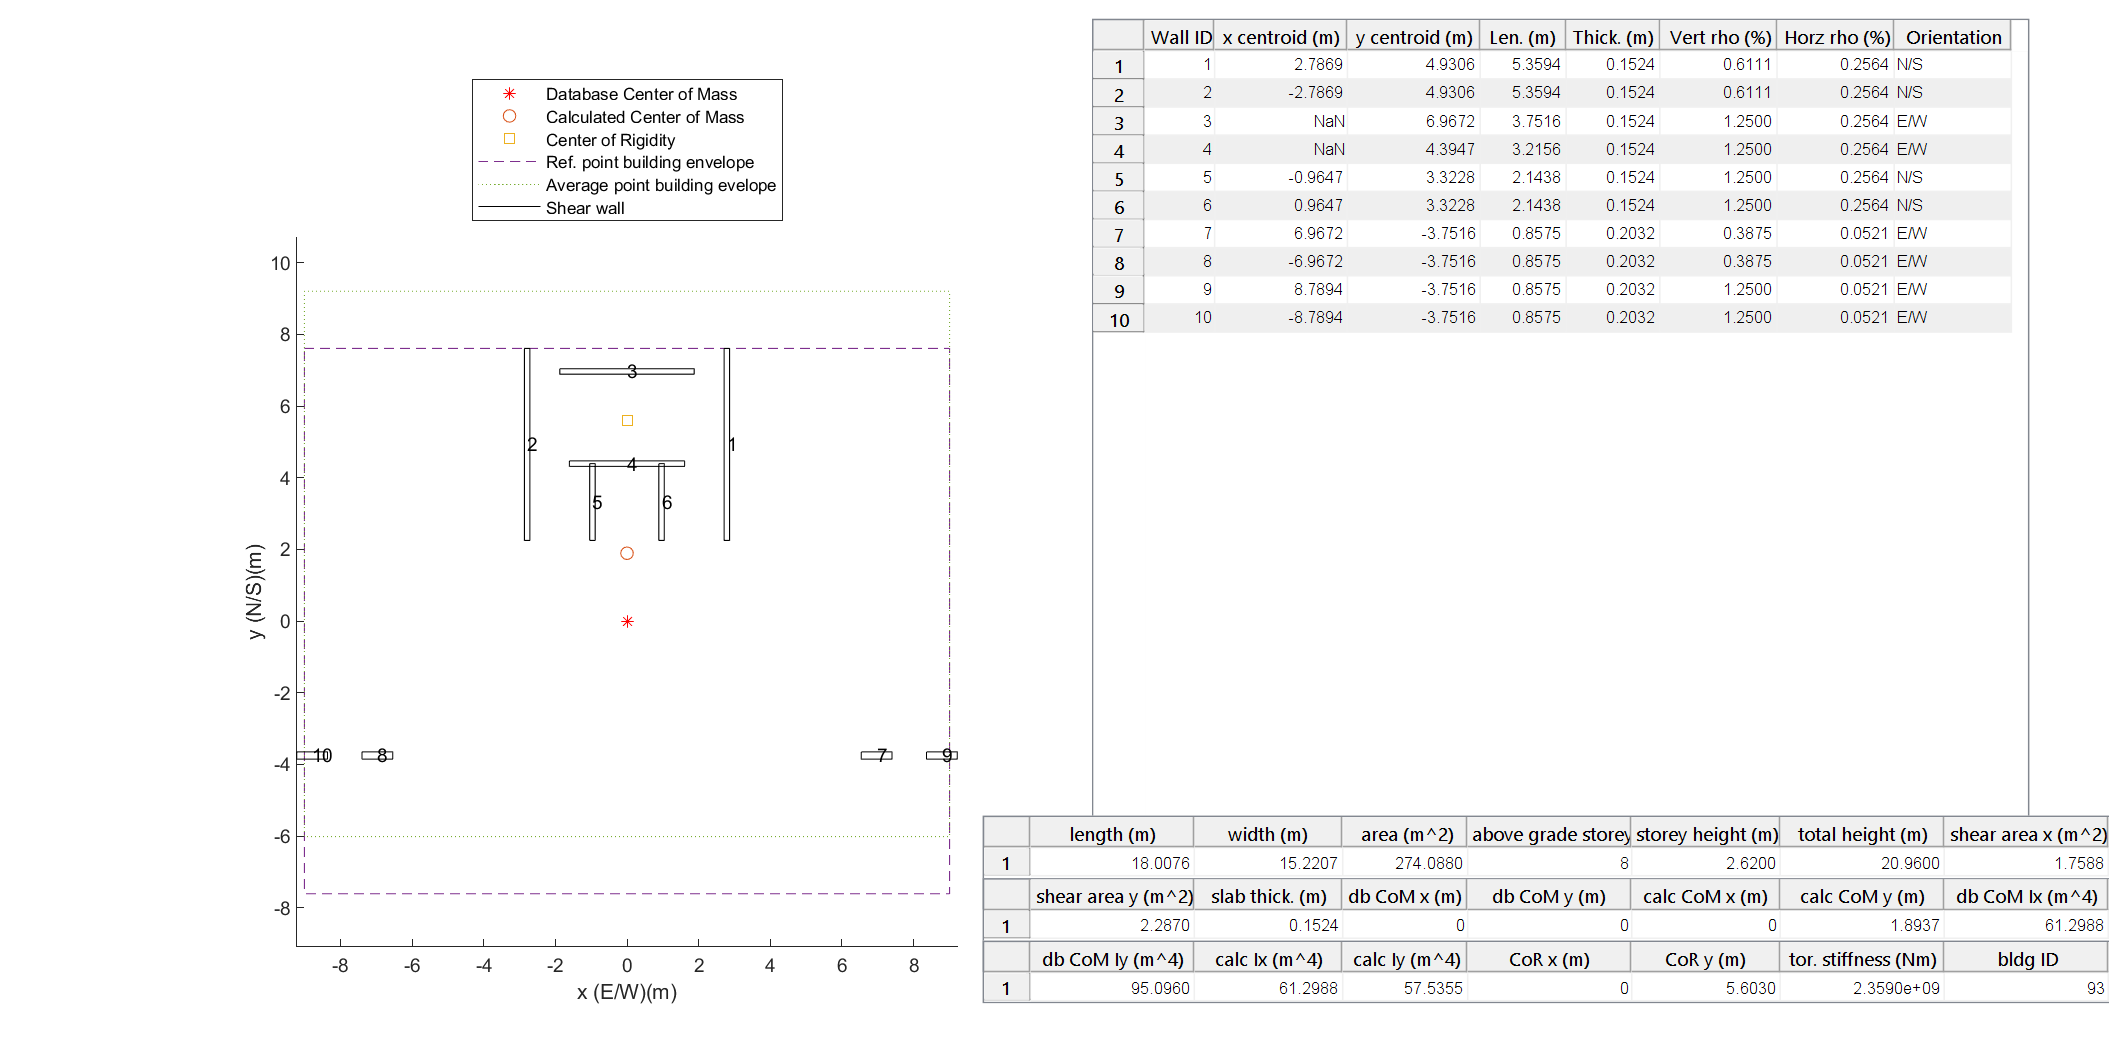 Database Center of Mass
Calculated Center of Mass
Center of Rigidity
Ref. point building envelope
Average point building evelope
Shear wall
10
8
6
4
2
0
-2
-4
-6
-8
y (N/S)(m)
3
2
1
4
5
6
10
8
7
9
-8 -6 -4 -2 0 2 4 6 8
x (E/W)(m)
Wall ID x centroid (m) y centroid (m) Len. (m) Thick. (m) Vert rho (%) Horz rho (%) Orientation
1 1 2.7869 4.9306 5.3594 0.1524 0.6111 0.2564 N/S
2 2 -2.7869 4.9306 5.3594 0.1524 0.6111 0.2564 N/S
3 3 NaN 6.9672 3.7516 0.1524 1.2500 0.2564 E/W
4 4 NaN 4.3947 3.2156 0.1524 1.2500 0.2564 E/W
5 5 -0.9647 3.3228 2.1438 0.1524 1.2500 0.2564 N/S
6 6 0.9647 3.3228 2.1438 0.1524 1.2500 0.2564 N/S
7 7 6.9672 -3.7516 0.8575 0.2032 0.3875 0.0521 E/W
8 8 -6.9672 -3.7516 0.8575 0.2032 0.3875 0.0521 E/W
9 9 8.7894 -3.7516 0.8575 0.2032 1.2500 0.0521 E/W
10 10 -8.7894 -3.7516 0.8575 0.2032 1.2500 0.0521 E/W
length (m) width (m) area (m^2) above grade storey storey height (m) total height (m) shear area x (m^2)
1 18.0076 15.2207 274.0880 8 2.6200 20.9600 1.7588
shear area y (m^2) slab thick. (m) db CoM x (m) db CoM y (m) calc CoM x (m) calc CoM y (m) db CoM Ix (m^4)
1 2.2870 0.1524 0 0 0 1.8937 61.2988
db CoM Iy (m^4) calc Ix (m^4) calc Iy (m^4) CoR x (m) CoR y (m) tor. stiffness (Nm) bldg ID
1 95.0960 61.2988 57.5355 0 5.6030 2.3590e+09 93